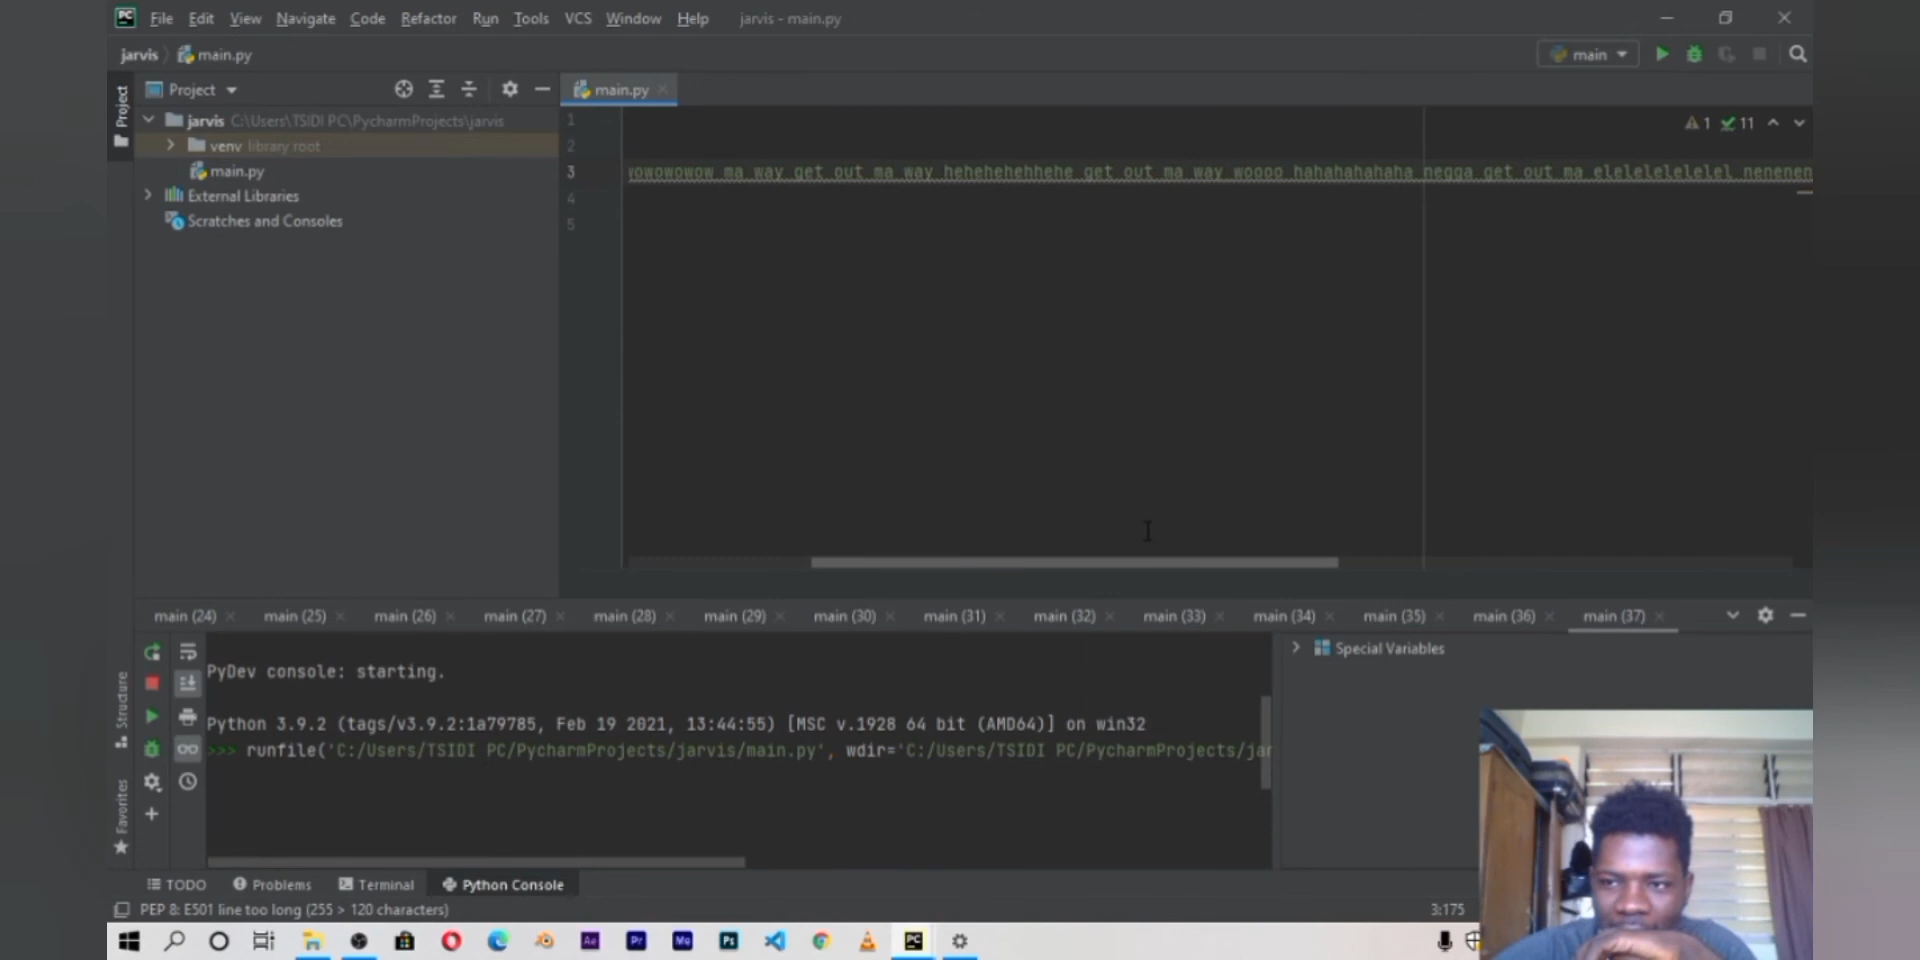 File Edit View Navigate Code Refactor Run Tools VCS Window Help jarvis - main.py
jarvis main.py main
Project
Project main.py
jarvis C:\Users\TSIDI PC\PycharmProjects\jarvis
venv library root
main.py
External Libraries
Scratches and Consoles
1
2
3 wowowowow ma way get out ma way hehehehehhehe get out ma way woooo hahahahahaha negga get out ma elelelelelelel nenenen
4
5
1 11
main (24) main (25) main (26) main (27) main (28) main (29) main (30) main (31) main (32) main (33) main (34) main (35) main (36) main (37)
PyDev console: starting.
Python 3.9.2 (tags/v3.9.2:1a79785, Feb 19 2021, 13:44:55) [MSC v.1928 64 bit (AMD64)] on win32
>>> runfile('C:/Users/TSIDI PC/PycharmProjects/jarvis/main.py', wdir='C:/Users/TSIDI PC/PycharmProjects/jar
Special Variables
Structure
Favorites
TODO Problems Terminal Python Console
PEP 8: E501 line too long (255 > 120 characters) 3:175
Ae Pr Me Ps PC